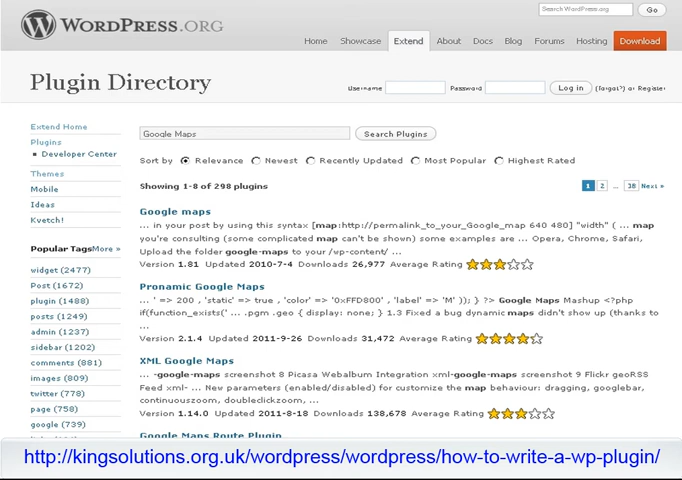 WORDPRESS.ORG
Search WordPress.org Go
Home Showcase Extend About Docs Blog Forums Hosting Download
Plugin Directory
Username Password Log in (forgot?) or Register
Extend Home
Plugins
Developer Center
Themes
Mobile
Ideas
Kvetch!
Popular Tags More »
widget (2477)
Post (1672)
plugin (1488)
posts (1249)
admin (1237)
sidebar (1202)
comments (881)
images (809)
twitter (778)
page (758)
google (739)
Google Maps Search Plugins
Sort by Relevance Newest Recently Updated Most Popular Highest Rated
Showing 1-8 of 298 plugins 1 2 ... 38 Next »
Google maps
... in your post by using this syntax [map:http://permalink_to_your_Google_map 640 480] "width" ( ... map
you're consulting (some complicated map can't be shown) some examples are ... Opera, Chrome, Safari,
Upload the folder google-maps to your /wp-content/ ...
Version 1.81 Updated 2010-7-4 Downloads 26,977 Average Rating
Pronamic Google Maps
... ' => 200 , 'static' => true , 'color' => '0xFFD800' , 'label' => 'M' )); } ?> Google Maps Mashup <?php
if(function_exists(' ... .pgm .geo { display: none; } 1.3 Fixed a bug dynamic maps didn't show up (thanks to
...
Version 2.1.4 Updated 2011-9-26 Downloads 31,472 Average Rating
XML Google Maps
... -google-maps screenshot 8 Picasa Webalbum Integration xml-google-maps screenshot 9 Flickr geoRSS
Feed xml- ... New parameters (enabled/disabled) for customize the map behaviour: dragging, googlebar,
continuouszoom, doubleclickzoom, ...
Version 1.14.0 Updated 2011-8-18 Downloads 138,678 Average Rating
Google Maps Route Plugin
http://kingsolutions.org.uk/wordpress/wordpress/how-to-write-a-wp-plugin/